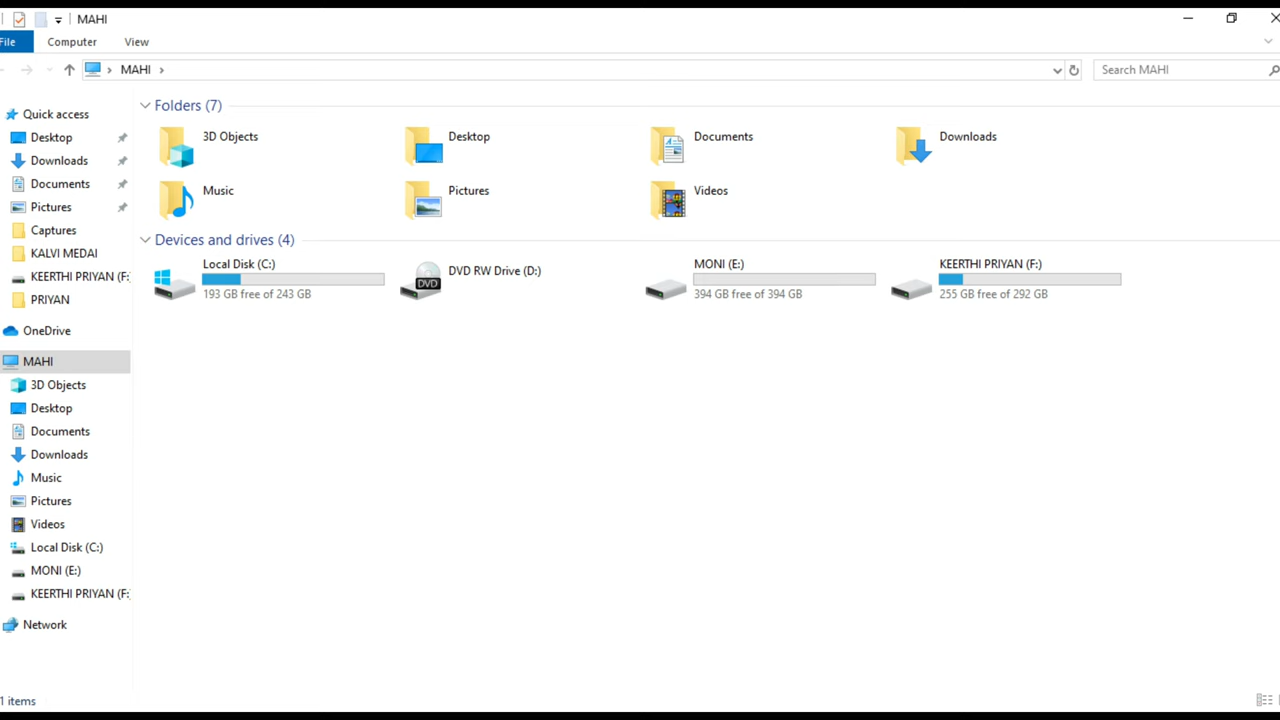 MAHI
File Computer View
MAHI
Search MAHI
Quick access
Desktop
Downloads
Documents
Pictures
Captures
KALVI MEDAI
KEERTHI PRIYAN (F:
PRIYAN
OneDrive
MAHI
3D Objects
Desktop
Documents
Downloads
Music
Pictures
Videos
Local Disk (C:)
MONI (E:)
KEERTHI PRIYAN (F:
Network
Folders (7)
3D Objects
Desktop
Documents
Downloads
Music
Pictures
Videos
Devices and drives (4)
Local Disk (C:)
193 GB free of 243 GB
DVD RW Drive (D:)
DVD
MONI (E:)
394 GB free of 394 GB
KEERTHI PRIYAN (F:)
255 GB free of 292 GB
1 items